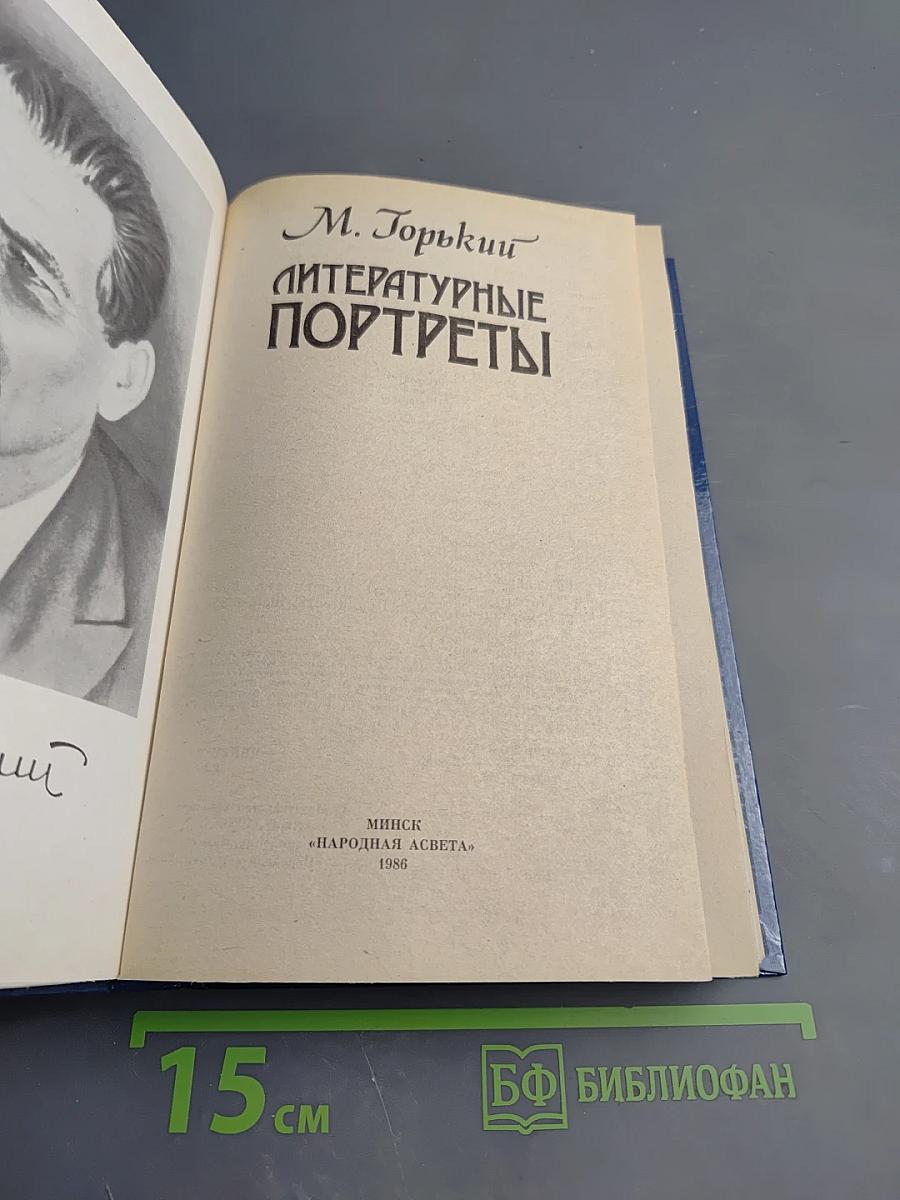 М. Горький
ЛИТЕРАТУРНЫЕ
ПОРТРЕТЫ
МИНСК
«НАРОДНАЯ АСВЕТА»
1986
15 см
БФ БИБЛИОФАН